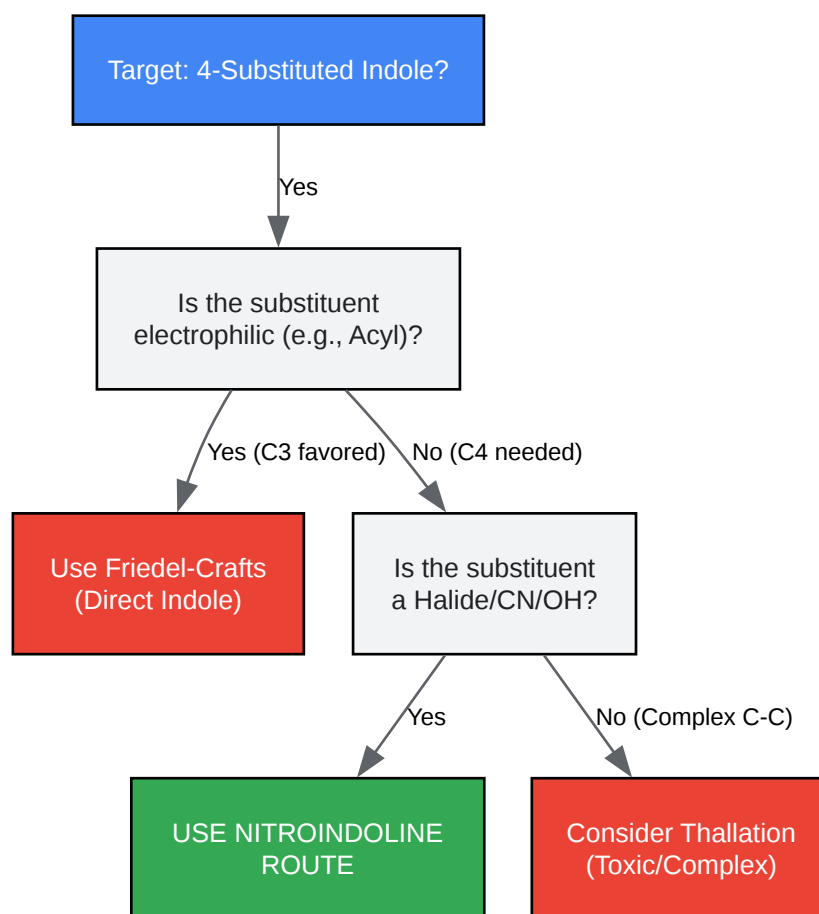 Target: 4-Substituted Indole?
Yes
Is the substituent
electrophilic (e.g., Acyl)?
Yes (C3 favored)
No (C4 needed)
Use Friedel-Crafts
(Direct Indole)
Is the substituent
a Halide/CN/OH?
Yes
No (Complex C-C)
USE NITROINDOLINE
ROUTE
Consider Thallation
(Toxic/Complex)